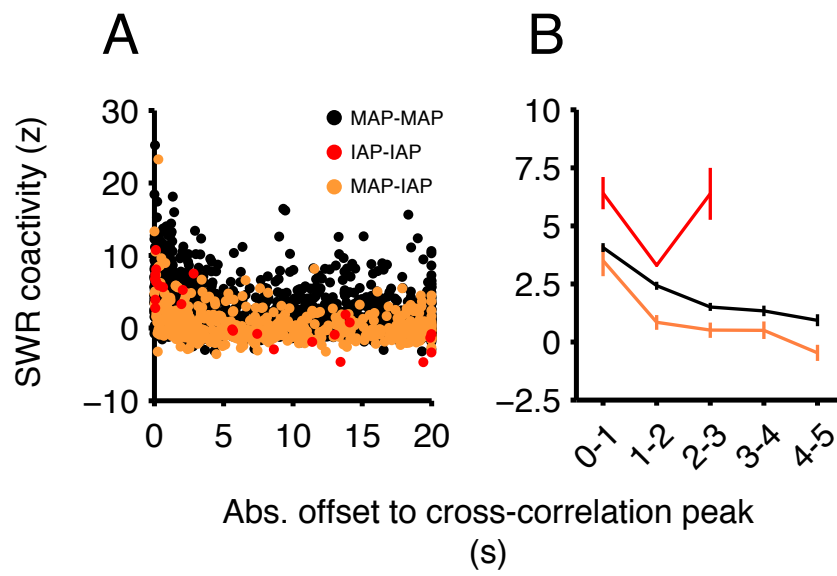 A
B
SWR coactivity (z)
30
20
10
0
−10
MAP-MAP
IAP-IAP
MAP-IAP
0
5
10
15
20
10
7.5
5
2.5
0
−2.5
0-1
1-2
2-3
3-4
4-5
Abs. offset to cross-correlation peak
(s)